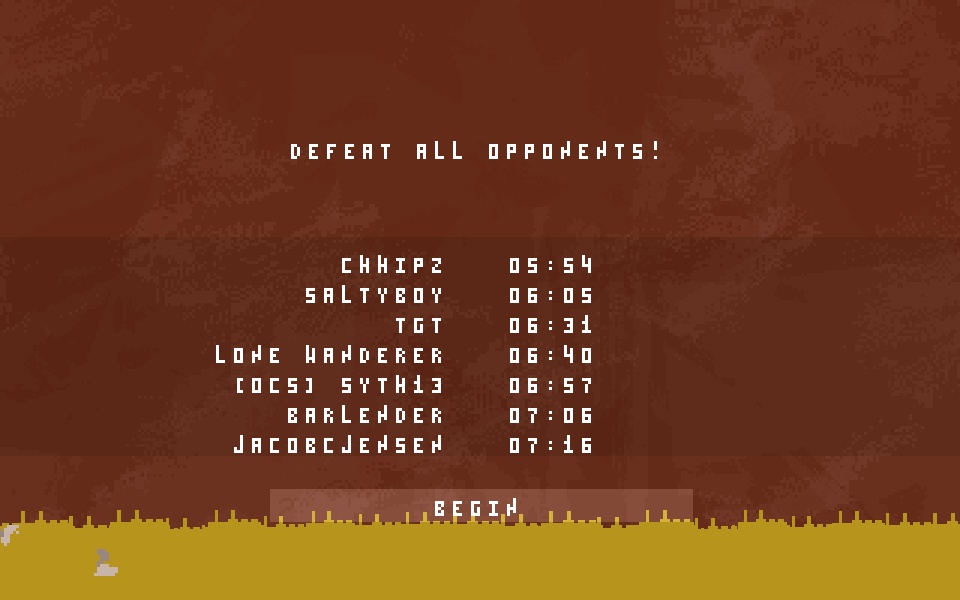 DEFEAT ALL OPPONENTS!
CHHIPZ 05:54
SALTYBOY 06:05
TGT 06:31
LONE WANDERER 06:40
[OCS] SYTH13 06:57
BARLENDER 07:06
JACOBCJENSEN 07:16
BEGIN